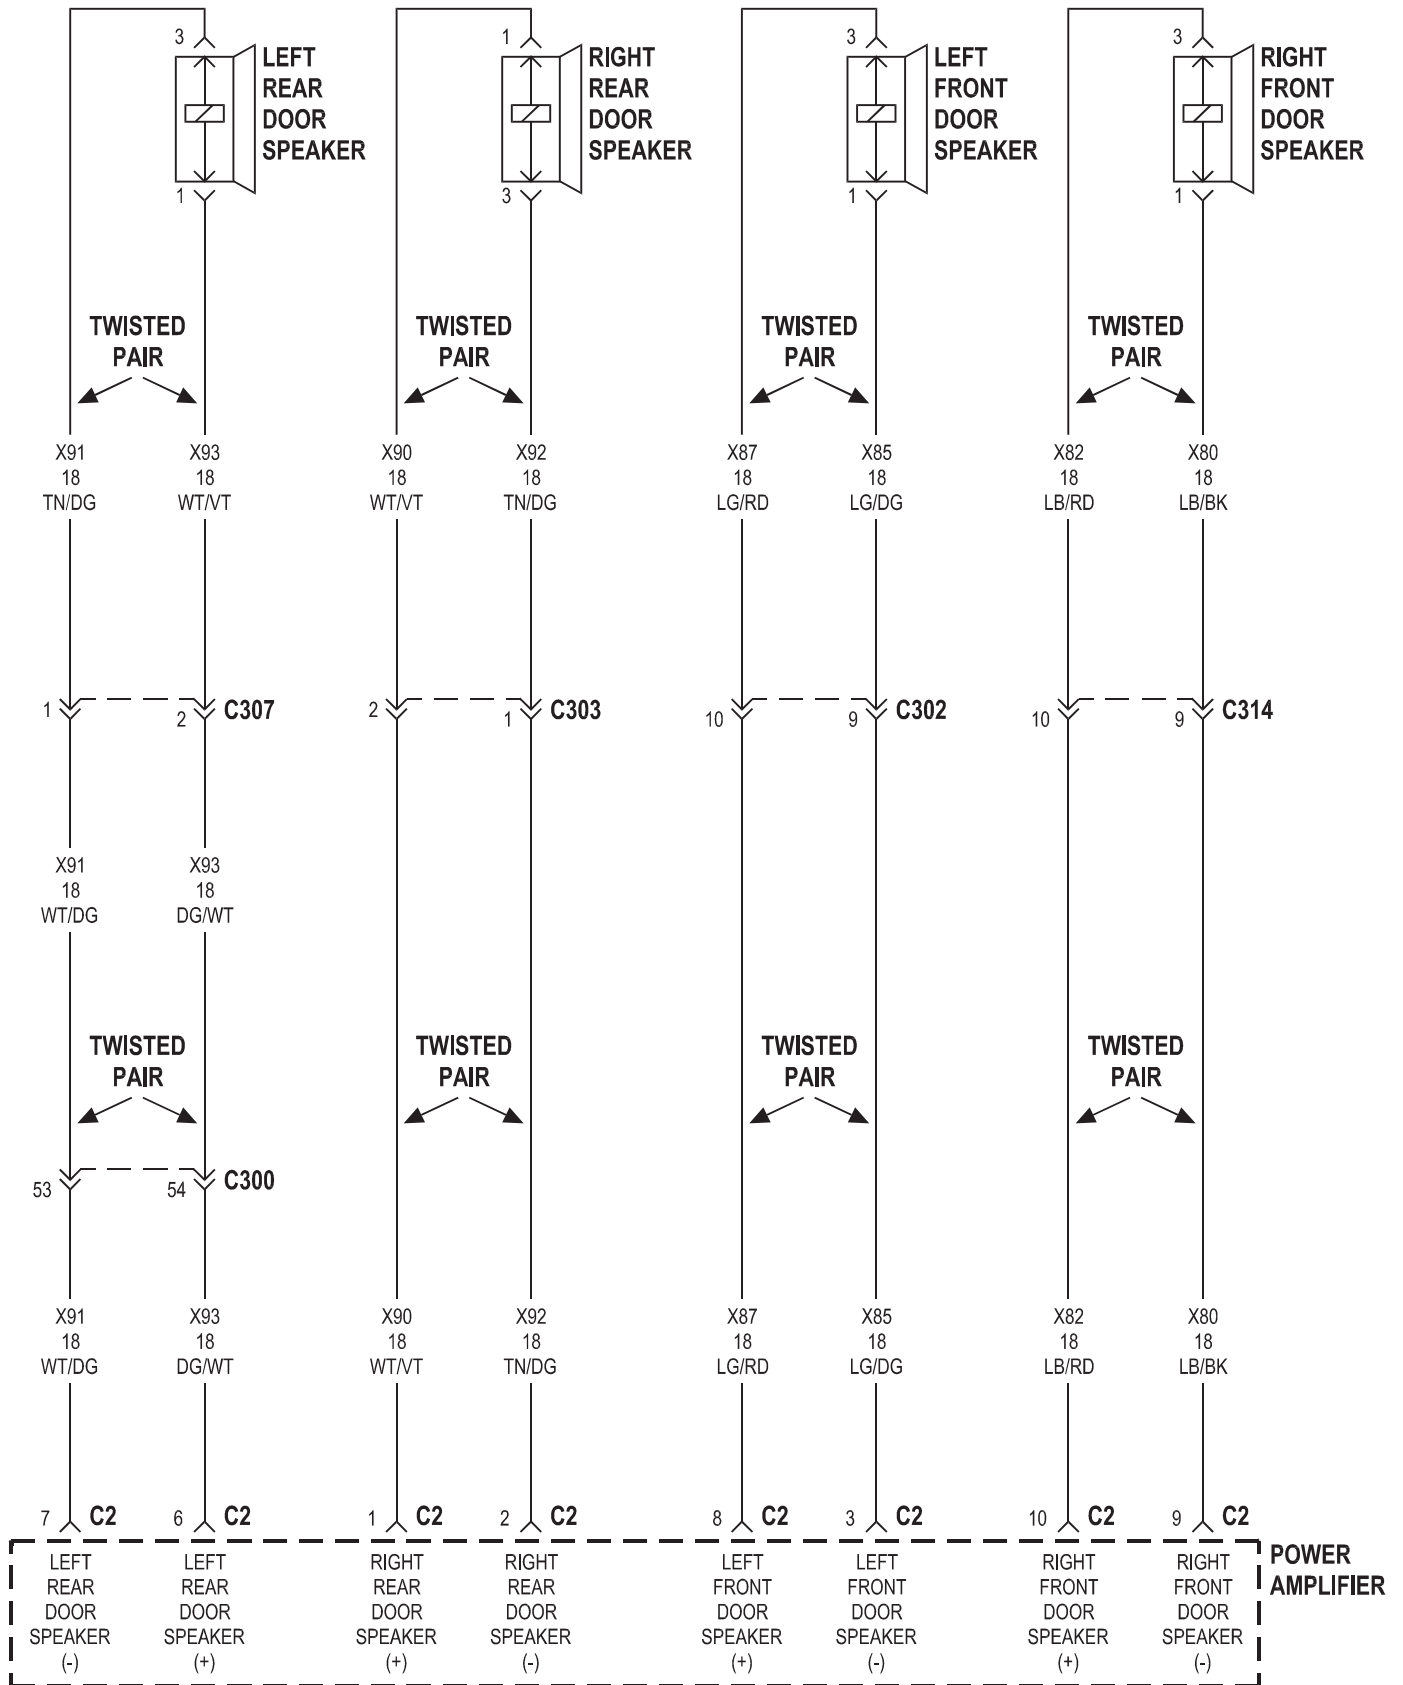 3
LEFT
REAR
DOOR
SPEAKER
1
1
RIGHT
REAR
DOOR
SPEAKER
3
3
LEFT
FRONT
DOOR
SPEAKER
1
3
RIGHT
FRONT
DOOR
SPEAKER
1
TWISTED
PAIR
TWISTED
PAIR
TWISTED
PAIR
TWISTED
PAIR
X91
18
TN/DG
X93
18
WT/VT
X90
18
WT/VT
X92
18
TN/DG
X87
18
LG/RD
X85
18
LG/DG
X82
18
LB/RD
X80
18
LB/BK
1
2
C307
2
1
C303
10
9
C302
10
9
C314
X91
18
WT/DG
X93
18
DG/WT
TWISTED
PAIR
TWISTED
PAIR
TWISTED
PAIR
TWISTED
PAIR
53
54
C300
X91
18
WT/DG
X93
18
DG/WT
X90
18
WT/VT
X92
18
TN/DG
X87
18
LG/RD
X85
18
LG/DG
X82
18
LB/RD
X80
18
LB/BK
7 C2
6 C2
1 C2
2 C2
8 C2
3 C2
10 C2
9 C2
LEFT
REAR
DOOR
SPEAKER
(-)
LEFT
REAR
DOOR
SPEAKER
(+)
RIGHT
REAR
DOOR
SPEAKER
(+)
RIGHT
REAR
DOOR
SPEAKER
(-)
LEFT
FRONT
DOOR
SPEAKER
(+)
LEFT
FRONT
DOOR
SPEAKER
(-)
RIGHT
FRONT
DOOR
SPEAKER
(+)
RIGHT
FRONT
DOOR
SPEAKER
(-)
POWER
AMPLIFIER